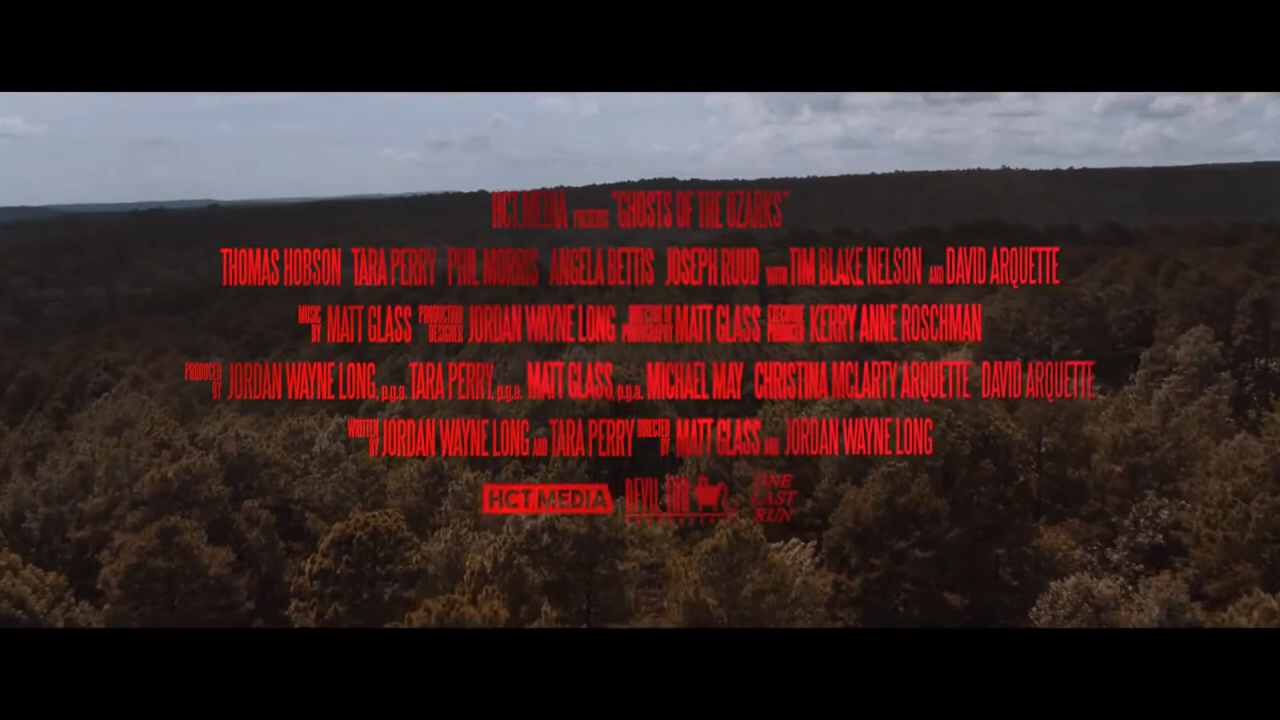 HCT.MEDIA PRESENTS "GHOSTS OF THE OZARKS"
THOMAS HOBSON TARA PERRY PHIL MORRIS ANGELA BETTIS JOSEPH RUUD WITH TIM BLAKE NELSON AND DAVID ARQUETTE
MUSIC BY MATT GLASS PRODUCTION DESIGNER JORDAN WAYNE LONG DIRECTOR OF PHOTOGRAPHY MATT GLASS EXECUTIVE PRODUCER KERRY ANNE ROSCHMAN
PRODUCED BY JORDAN WAYNE LONG, p.g.a. TARA PERRY, p.g.a. MATT GLASS, p.g.a. MICHAEL MAY CHRISTINA MCLARTY ARQUETTE DAVID ARQUETTE
WRITTEN BY JORDAN WAYNE LONG AND TARA PERRY DIRECTED BY MATT GLASS AND JORDAN WAYNE LONG
HCT MEDIA DEVIL ONE LAST RUN